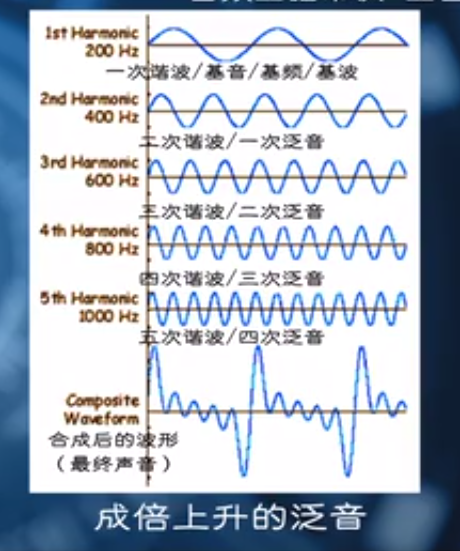 1st Harmonic
200 Hz
一次谐波/基音/基频/基波
2nd Harmonic
400 Hz
二次谐波/一次泛音
3rd Harmonic
600 Hz
三次谐波/二次泛音
4th Harmonic
800 Hz
四次谐波/三次泛音
5th Harmonic
1000 Hz
五次谐波/四次泛音
Composite
Waveform
合成后的波形
（最终声音）
成倍上升的泛音